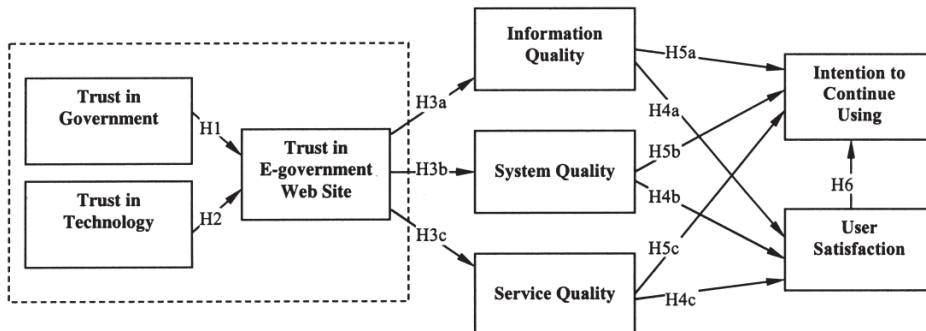 Trust in
Government
Trust in
Technology
H1
H2
Trust in
E-government
Web Site
H3a
H3b
H3c
Information
Quality
System Quality
Service Quality
H5a
H4a
H5b
H4b
H5c
H4c
Intention to
Continue
Using
H6
User
Satisfaction